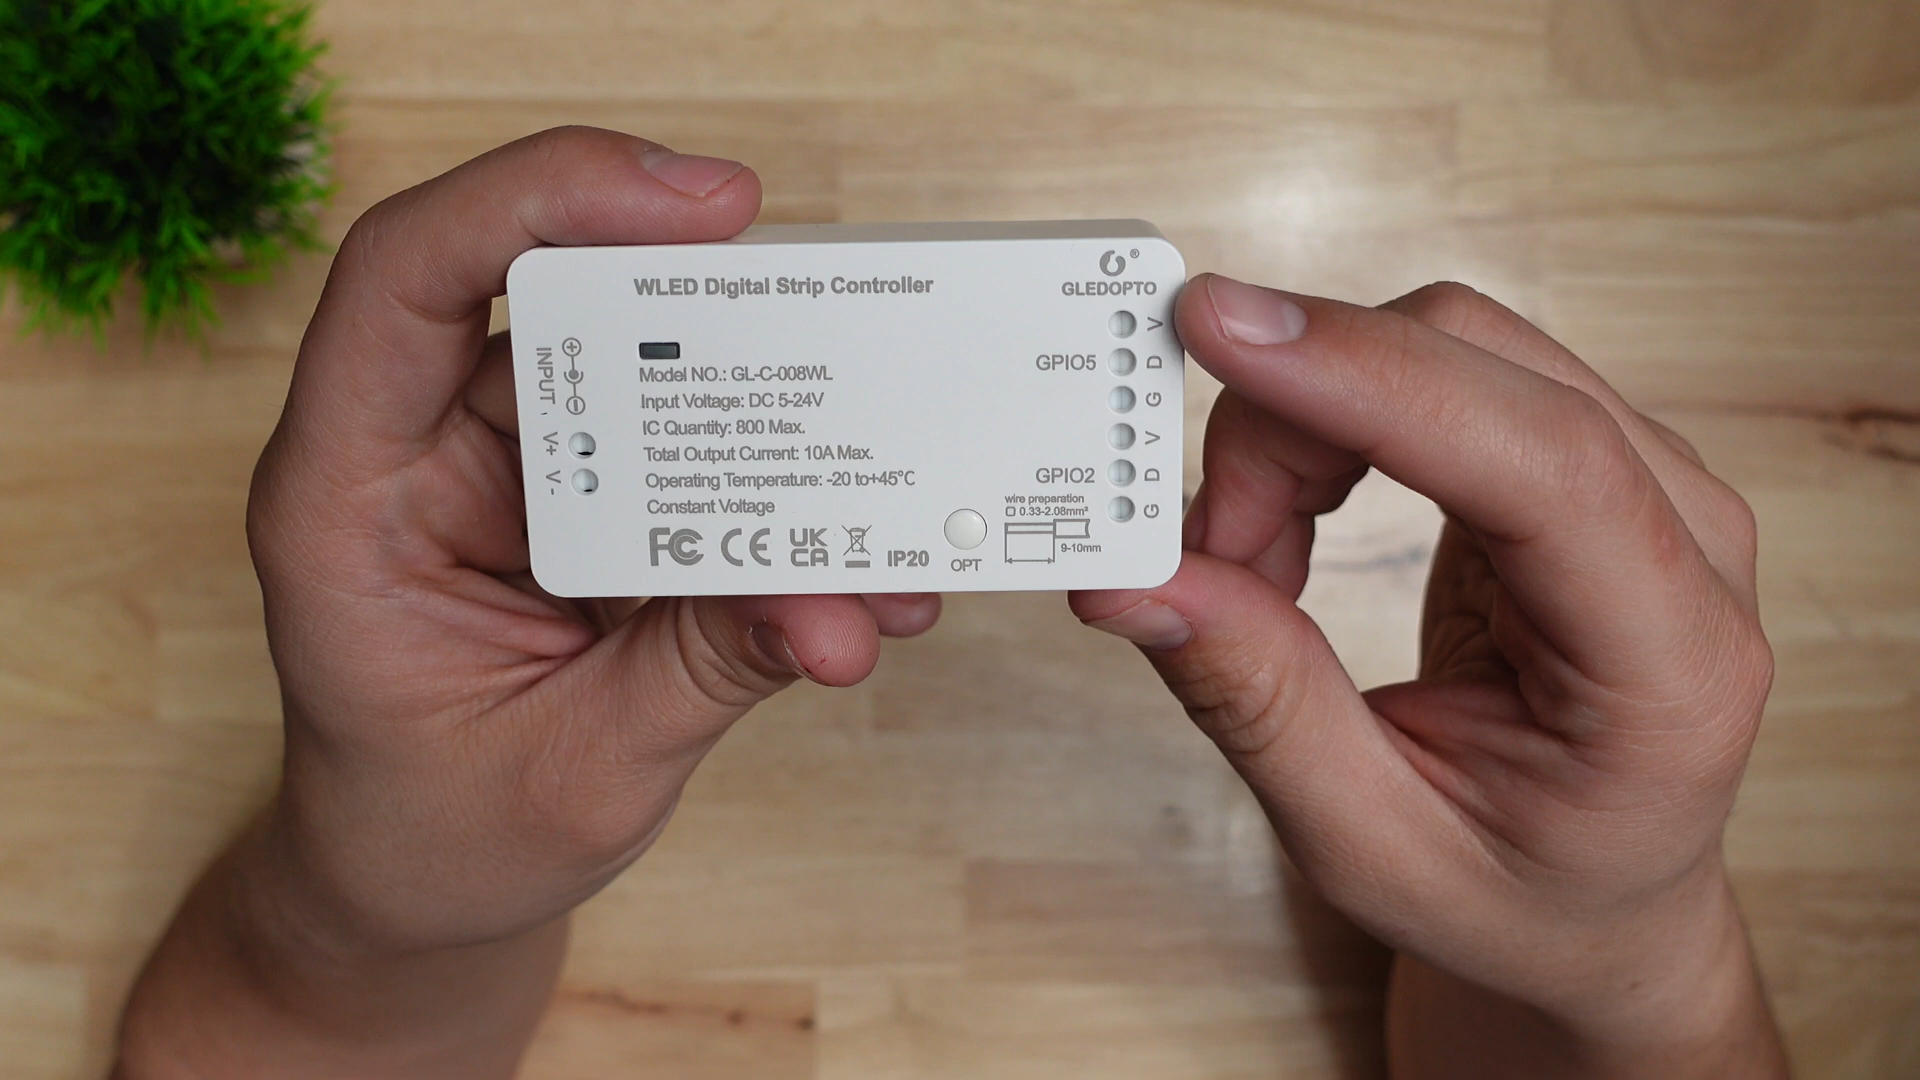 WLED Digital Strip Controller
®
GLEDOPTO
INPUT
V+
V-
Model NO.: GL-C-008WL
Input Voltage: DC 5-24V
IC Quantity: 800 Max.
Total Output Current: 10A Max.
Operating Temperature: -20 to+45°C
Constant Voltage
FC CE UK CA IP20
OPT
V
GPIO5 D
G
V
GPIO2 D
G
wire preparation
0.33-2.08mm²
9-10mm